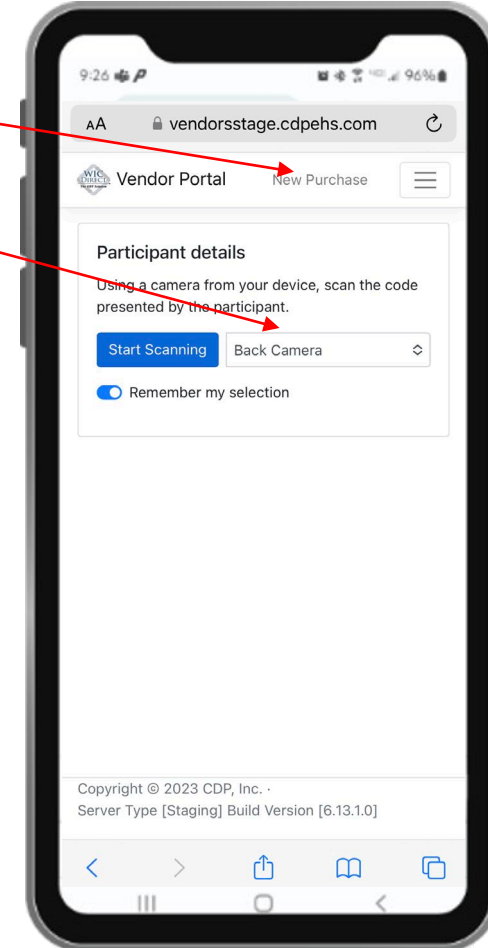 9:26
96%
AA vendorsstage.cdpehs.com
WIC DIRECT Vendor Portal New Purchase
Participant details
Using a camera from your device, scan the code
presented by the participant.
Start Scanning Back Camera
Remember my selection
Copyright © 2023 CDP, Inc. ·
Server Type [Staging] Build Version [6.13.1.0]